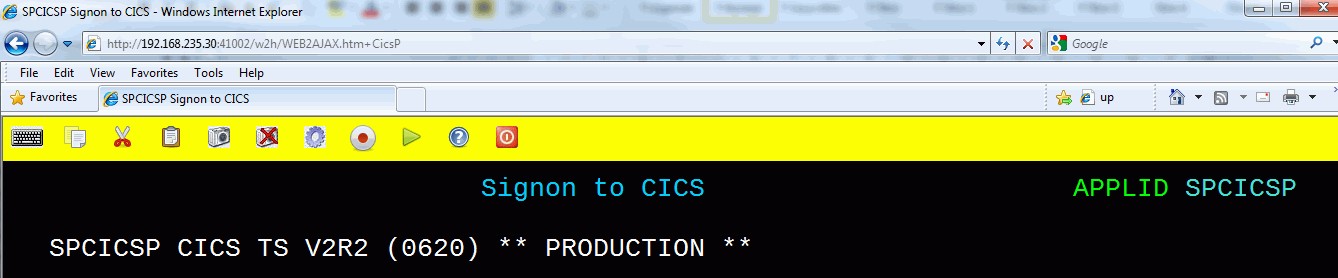 SPCICSP Signon to CICS - Windows Internet Explorer
http://192.168.235.30:41002/w2h/WEB2AJAX.htm+CicsP
Google
File Edit View Favorites Tools Help
Favorites SPCICSP Signon to CICS up
Signon to CICS APPLID SPCICSP
SPCICSP CICS TS V2R2 (0620) ** PRODUCTION **